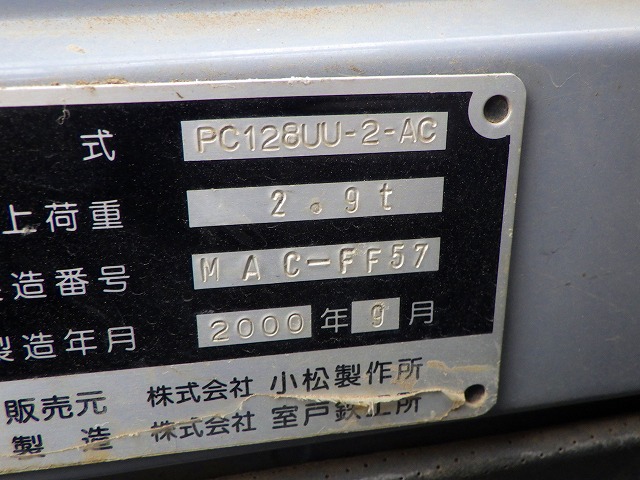 式 PC128UU-2-AC
上荷重 2.9t
造番号 MAC-FF57
製造年月 2000年9月
販売元 株式会社 小松製作所
製造 株式会社 室戸鉄工所